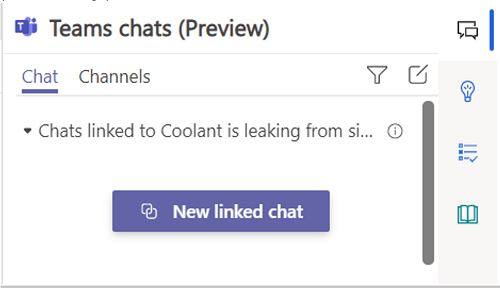 Teams chats (Preview)
Chat Channels
Chats linked to Coolant is leaking from si...
New linked chat